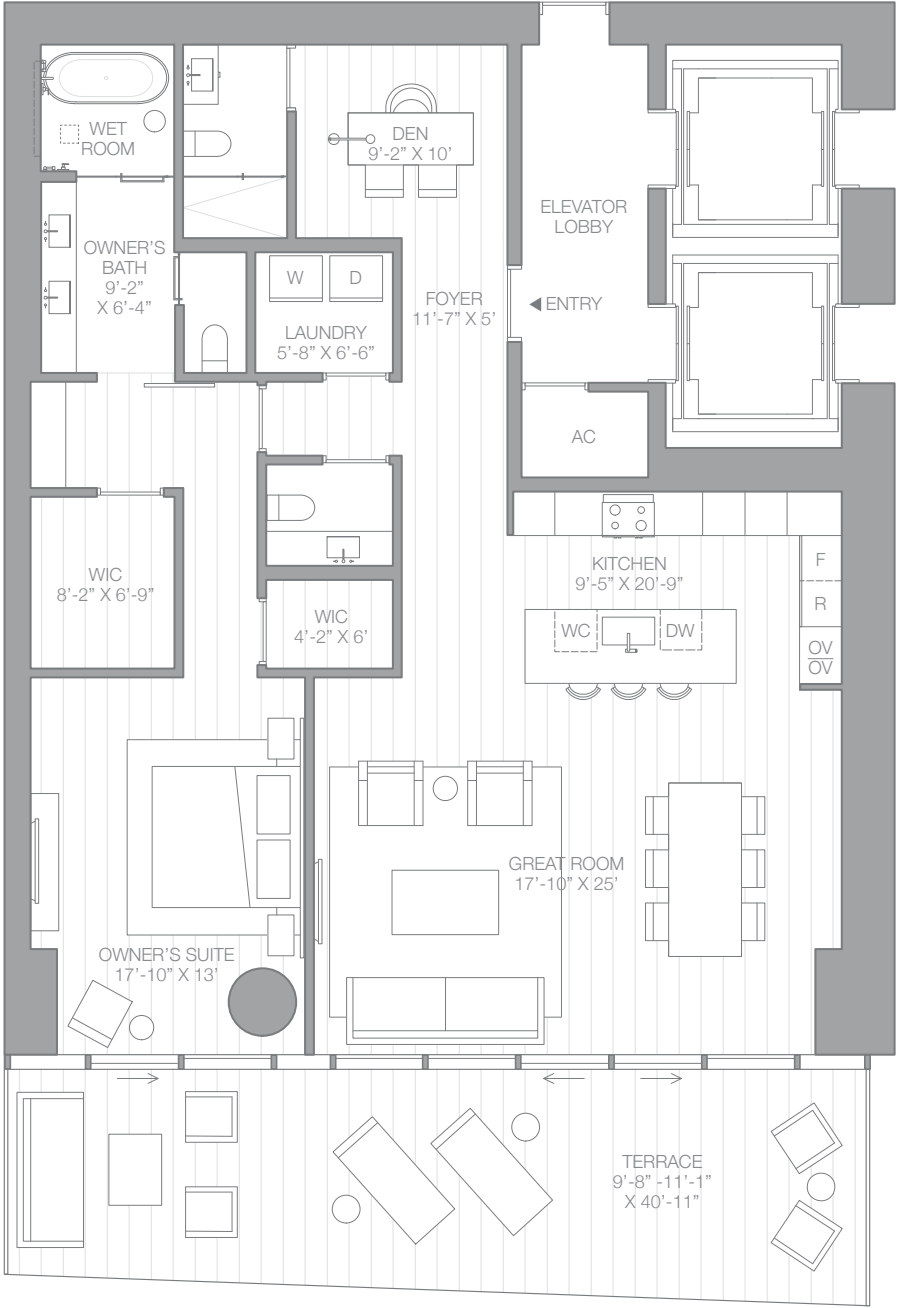 WET
ROOM
DEN
9'-2" X 10'
ELEVATOR
LOBBY
OWNER'S
BATH
9'-2"
X 6'-4"
W
D
LAUNDRY
5'-8" X 6'-6"
FOYER
11'-7" X 5'
ENTRY
AC
KITCHEN
9'-5" X 20'-9"
F
R
OV
OV
WIC
8'-2" X 6'-9"
WIC
4'-2" X 6'
WC
DW
GREAT ROOM
17'-10" X 25'
OWNER'S SUITE
17'-10" X 13'
TERRACE
9'-8" -11'-1"
X 40'-11"